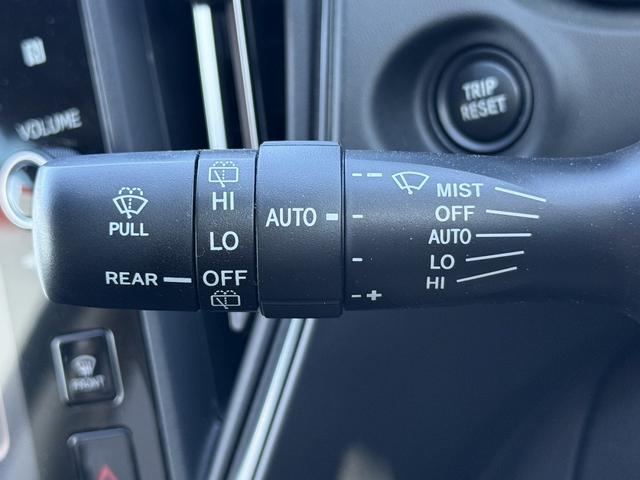 VOLUME
TRIP
RESET
PULL
REAR
HI
LO
OFF
AUTO
- +
MIST
OFF
AUTO
LO
HI
FRONT